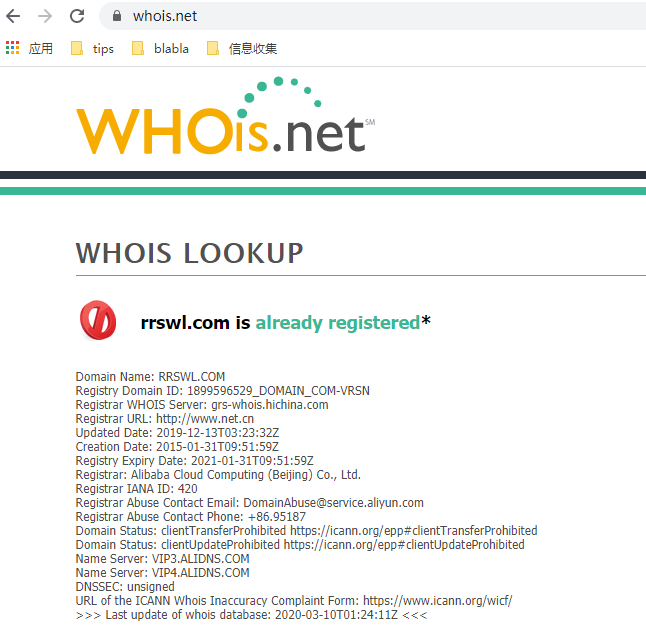 whois.net
应用 tips blabla 信息收集
WHOis.net SM
WHOIS LOOKUP
rrswl.com is already registered*
Domain Name: RRSWL.COM
Registry Domain ID: 1899596529_DOMAIN_COM-VRSN
Registrar WHOIS Server: grs-whois.hichina.com
Registrar URL: http://www.net.cn
Updated Date: 2019-12-13T03:23:32Z
Creation Date: 2015-01-31T09:51:59Z
Registry Expiry Date: 2021-01-31T09:51:59Z
Registrar: Alibaba Cloud Computing (Beijing) Co., Ltd.
Registrar IANA ID: 420
Registrar Abuse Contact Email: DomainAbuse@service.aliyun.com
Registrar Abuse Contact Phone: +86.95187
Domain Status: clientTransferProhibited https://icann.org/epp#clientTransferProhibited
Domain Status: clientUpdateProhibited https://icann.org/epp#clientUpdateProhibited
Name Server: VIP3.ALIDNS.COM
Name Server: VIP4.ALIDNS.COM
DNSSEC: unsigned
URL of the ICANN Whois Inaccuracy Complaint Form: https://www.icann.org/wicf/
>>> Last update of whois database: 2020-03-10T01:24:11Z <<<